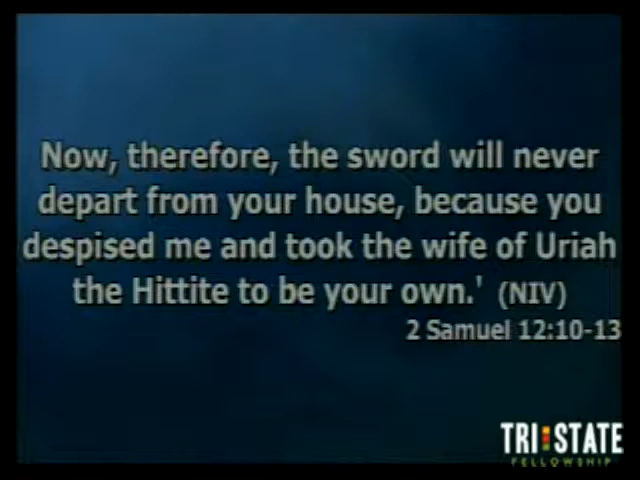 Now, therefore, the sword will never
depart from your house, because you
despised me and took the wife of Uriah
the Hittite to be your own.' (NIV)
2 Samuel 12:10-13
TRI STATE
FELLOWSHIP